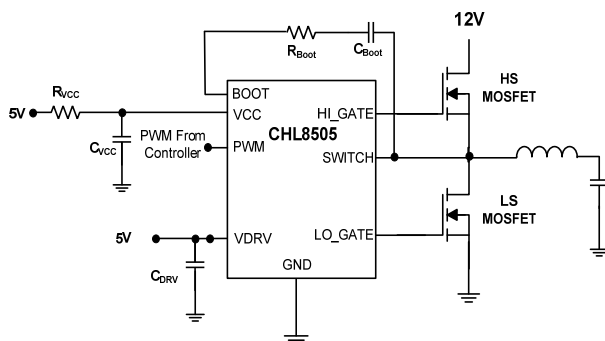 12V
RBoot
CBoot
HS
MOSFET
RVCC
5V
BOOT
VCC
HI_GATE
CHL8505
CVCC
PWM From
Controller
PWM
SWITCH
LS
MOSFET
5V
VDRV
LO_GATE
CDRV
GND